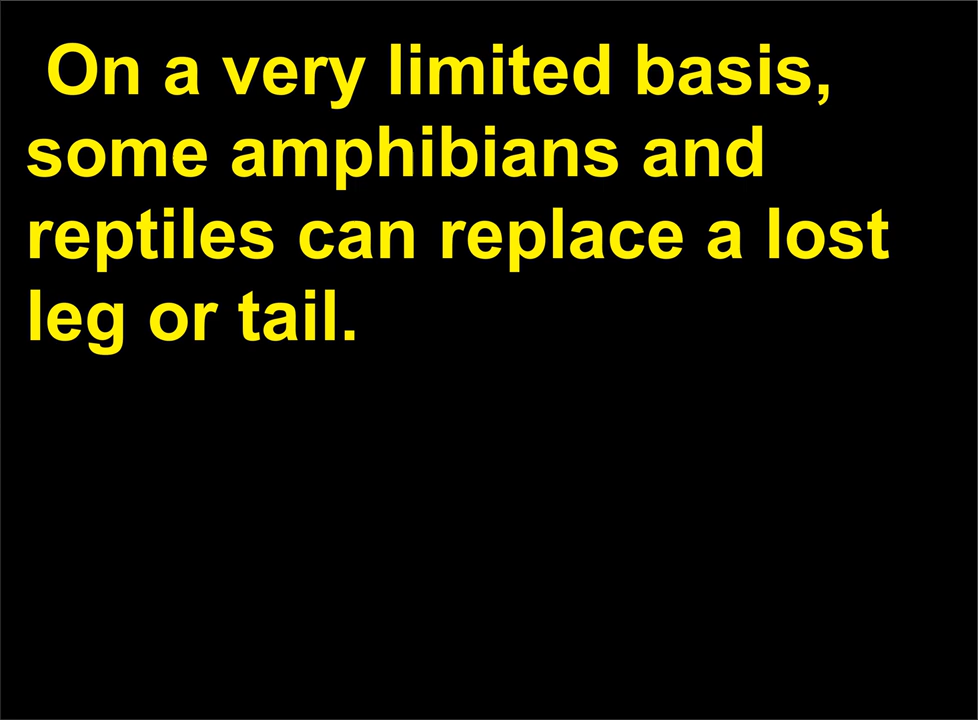 On a very limited basis,
some amphibians and
reptiles can replace a lost
leg or tail.